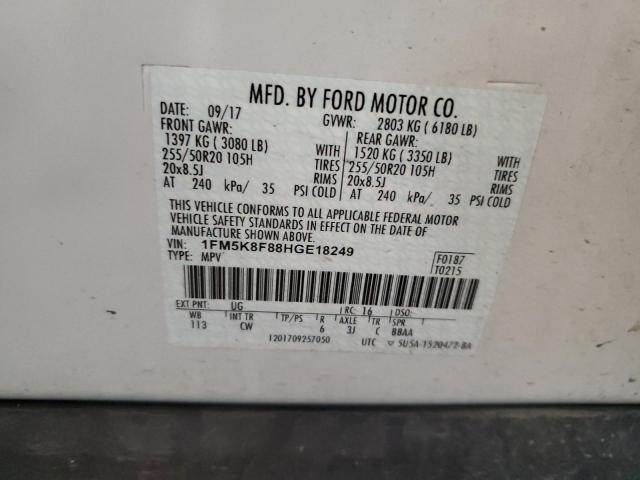 MFD. BY FORD MOTOR CO.
DATE: 09/17 GVWR: 2803 KG ( 6180 LB)
FRONT GAWR: REAR GAWR:
1397 KG ( 3080 LB) WITH 1520 KG ( 3350 LB) WITH
255/50R20 105H TIRES 255/50R20 105H TIRES
20x8.5J RIMS 20x8.5J RIMS
AT 240 kPa/ 35 PSI COLD AT 240 kPa/ 35 PSI COLD
THIS VEHICLE CONFORMS TO ALL APPLICABLE FEDERAL MOTOR
VEHICLE SAFETY STANDARDS IN EFFECT ON THE DATE OF
MANUFACTURE SHOWN ABOVE.
VIN: 1FM5K8F88HGE18249 F0187
TYPE: MPV T0215
EXT PNT: UG RC: 16 DSO:
WB INT TR TP/PS R AXLE TR SPR
113 CW 6 3J C BBAA
1201709257050 UTC 5U5A-1520472-BA